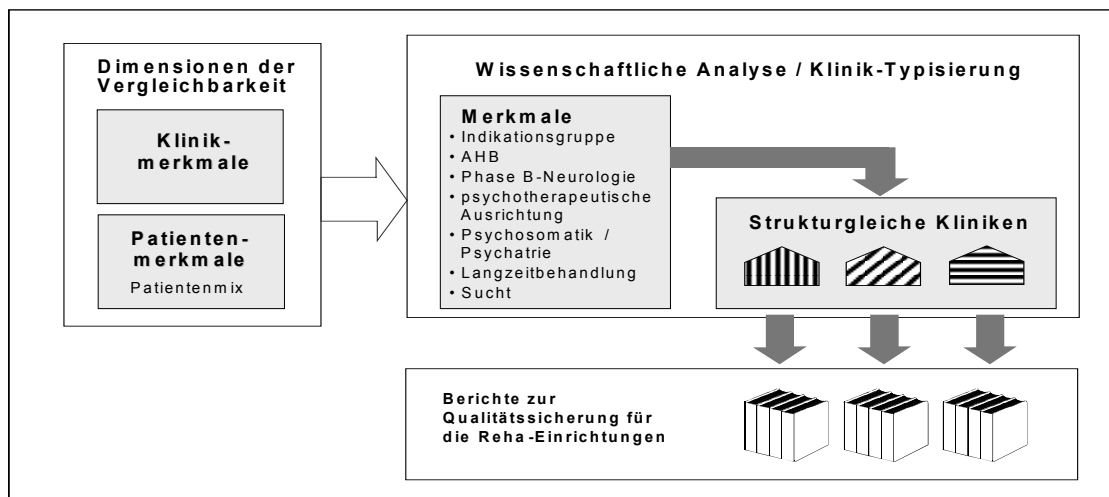 Dimensionen der
Vergleichbarkeit
Klinik-
merkmale
Patienten-
merkmale
Patientenmix
Wissenschaftliche Analyse / Klinik-Typisierung
Merkmale
• Indikationsgruppe
• AHB
• Phase B-Neurologie
• psychotherapeutische
Ausrichtung
• Psychosomatik /
Psychatrie
• Langzeitbehandlung
• Sucht
Strukturgleiche Kliniken
Berichte zur
Qualitätssicherung für
die Reha-Einrichtungen